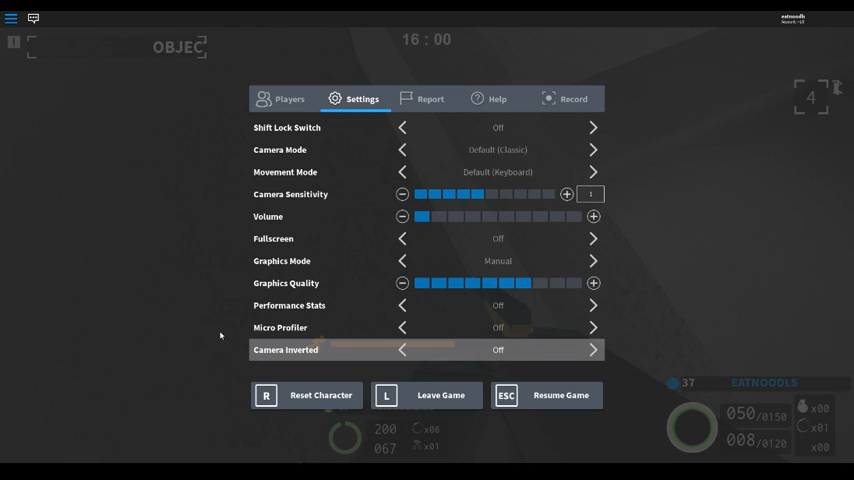 eatnoodls
16 : 00
OBJEC
4
Players
Settings
Report
Help
Record
Shift Lock Switch Off
Camera Mode Default (Classic)
Movement Mode Default (Keyboard)
Camera Sensitivity 1
Volume
Fullscreen Off
Graphics Mode Manual
Graphics Quality
Performance Stats Off
Micro Profiler Off
Camera Inverted Off
R Reset Character
L Leave Game
ESC Resume Game
37 EATNOODLS
200 x06
067 x01
050/0150 x00
008/0120 x01
x00